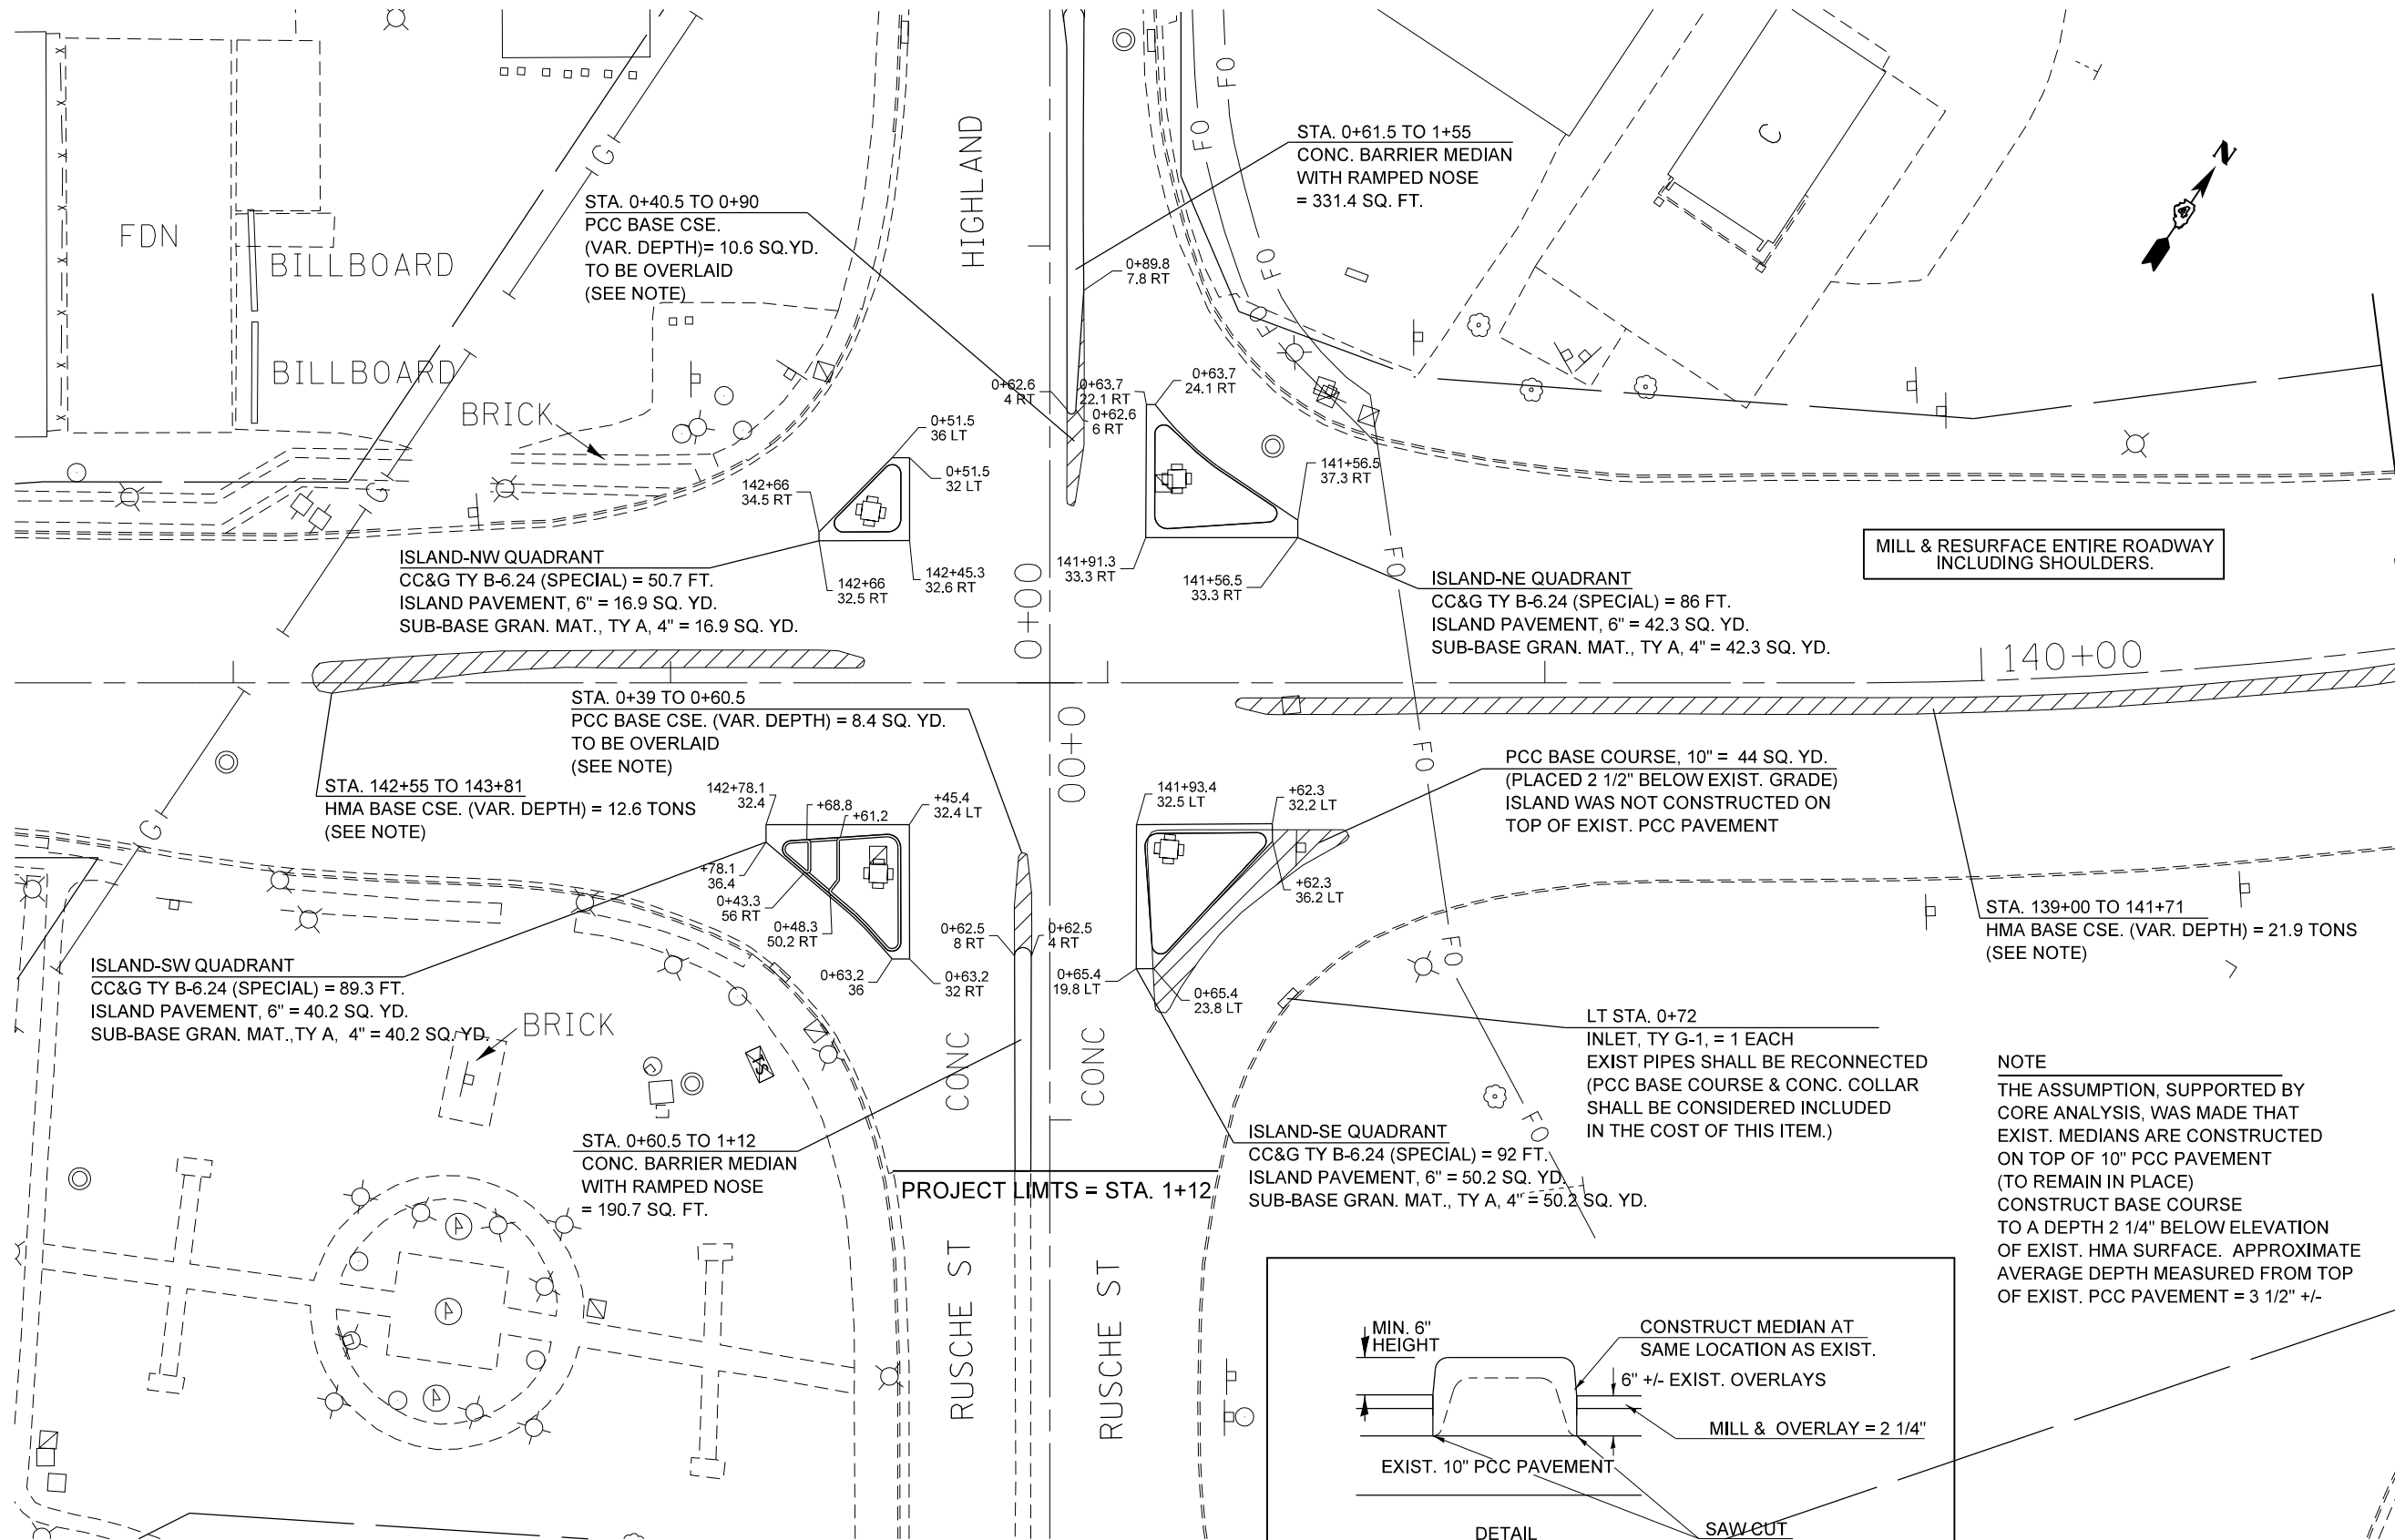 HIGHLAND
FDN
BILLBOARD
BILLBOARD
BRICK
G
G
FO
FO
FO
FO
FO
C
N
STA. 0+61.5 TO 1+55
CONC. BARRIER MEDIAN
WITH RAMPED NOSE
= 331.4 SQ. FT.
STA. 0+40.5 TO 0+90
PCC BASE CSE.
(VAR. DEPTH)= 10.6 SQ.YD.
TO BE OVERLAID
(SEE NOTE)
0+89.8
7.8 RT
0+62.6
4 RT
0+63.7
22.1 RT
0+62.6
6 RT
0+63.7
24.1 RT
0+51.5
36 LT
0+51.5
32 LT
142+66
34.5 RT
142+66
32.5 RT
142+45.3
32.6 RT
141+56.5
37.3 RT
141+91.3
33.3 RT
141+56.5
33.3 RT
MILL & RESURFACE ENTIRE ROADWAY
INCLUDING SHOULDERS.
ISLAND-NW QUADRANT
CC&G TY B-6.24 (SPECIAL) = 50.7 FT.
ISLAND PAVEMENT, 6" = 16.9 SQ. YD.
SUB-BASE GRAN. MAT., TY A, 4" = 16.9 SQ. YD.
ISLAND-NE QUADRANT
CC&G TY B-6.24 (SPECIAL) = 86 FT.
ISLAND PAVEMENT, 6" = 42.3 SQ. YD.
SUB-BASE GRAN. MAT., TY A, 4" = 42.3 SQ. YD.
0+00
140+00
FO
G
STA. 0+39 TO 0+60.5
PCC BASE CSE. (VAR. DEPTH) = 8.4 SQ. YD.
TO BE OVERLAID
(SEE NOTE)
0+00
FO
STA. 142+55 TO 143+81
HMA BASE CSE. (VAR. DEPTH) = 12.6 TONS
(SEE NOTE)
PCC BASE COURSE, 10" = 44 SQ. YD.
(PLACED 2 1/2" BELOW EXIST. GRADE)
ISLAND WAS NOT CONSTRUCTED ON
TOP OF EXIST. PCC PAVEMENT
142+78.1
32.4
+68.8
+61.2
+45.4
32.4 LT
+78.1
36.4
0+43.3
56 RT
0+48.3
50.2 RT
0+63.2
36
0+63.2
32 RT
0+62.5
8 RT
0+62.5
4 RT
141+93.4
32.5 LT
+62.3
32.2 LT
+62.3
36.2 LT
0+65.4
19.8 LT
0+65.4
23.8 LT
STA. 139+00 TO 141+71
HMA BASE CSE. (VAR. DEPTH) = 21.9 TONS
(SEE NOTE)
ISLAND-SW QUADRANT
CC&G TY B-6.24 (SPECIAL) = 89.3 FT.
ISLAND PAVEMENT, 6" = 40.2 SQ. YD.
SUB-BASE GRAN. MAT.,TY A, 4" = 40.2 SQ. YD.
BRICK
FS
FO
LT STA. 0+72
INLET, TY G-1, = 1 EACH
EXIST PIPES SHALL BE RECONNECTED
(PCC BASE COURSE & CONC. COLLAR
SHALL BE CONSIDERED INCLUDED
IN THE COST OF THIS ITEM.)
FO
CONC
CONC
STA. 0+60.5 TO 1+12
CONC. BARRIER MEDIAN
WITH RAMPED NOSE
= 190.7 SQ. FT.
PROJECT LIMTS = STA. 1+12
ISLAND-SE QUADRANT
CC&G TY B-6.24 (SPECIAL) = 92 FT.
ISLAND PAVEMENT, 6" = 50.2 SQ. YD.
SUB-BASE GRAN. MAT., TY A, 4" = 50.2 SQ. YD.
NOTE
THE ASSUMPTION, SUPPORTED BY
CORE ANALYSIS, WAS MADE THAT
EXIST. MEDIANS ARE CONSTRUCTED
ON TOP OF 10" PCC PAVEMENT
(TO REMAIN IN PLACE)
CONSTRUCT BASE COURSE
TO A DEPTH 2 1/4" BELOW ELEVATION
OF EXIST. HMA SURFACE. APPROXIMATE
AVERAGE DEPTH MEASURED FROM TOP
OF EXIST. PCC PAVEMENT = 3 1/2" +/-
RUSCHE ST
RUSCHE ST
MIN. 6"
HEIGHT
CONSTRUCT MEDIAN AT
SAME LOCATION AS EXIST.
6" +/- EXIST. OVERLAYS
MILL & OVERLAY = 2 1/4"
EXIST. 10" PCC PAVEMENT
SAW CUT
DETAIL